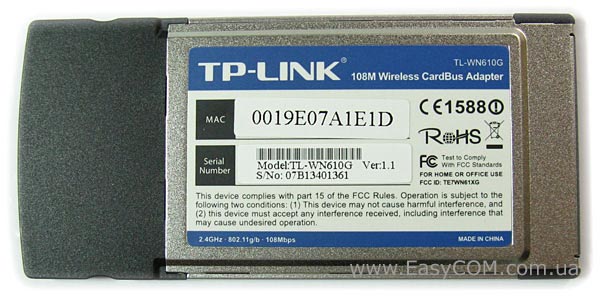 TL-WN610G
TP-LINK®
108M Wireless CardBus Adapter
MAC
0019E07A1E1D
CE1588
RoHS
Serial
Number
Model:TL-WN610G Ver:1.1
S/No: 07B13401361
FC Test to Comply
With FCC Standards
FOR HOME OR OFFICE USE
FCC ID: TE7WN61XG
This device complies with part 15 of the FCC Rules. Operation is subject to the
following two conditions: (1) This device may not cause harmful interference, and
(2) this device must accept any interference received, including interference
that may cause undesired operation.
2.4GHz · 802.11g/b · 108Mbps
MADE IN CHINA
www.EasyCOM.com.ua